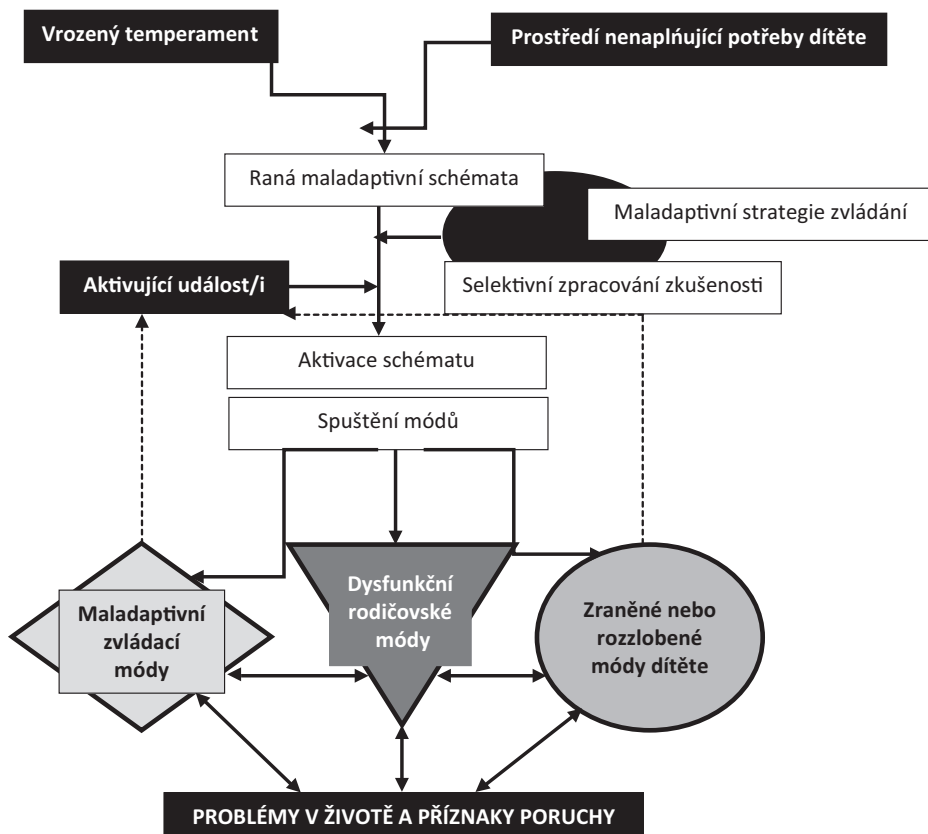 Vrozený temperament
Prostředí nenaplńující potřeby dítěte
Raná maladaptivní schémata
Maladaptivní strategie zvládání
Selektivní zpracování zkušenosti
Aktivující událost/i
Aktivace schématu
Spuštění módů
Maladaptivní
zvládací
módy
Dysfunkční
rodičovské
módy
Zraněné nebo
rozzlobené
módy dítěte
PROBLÉMY V ŽIVOTĚ A PŘÍZNAKY PORUCHY